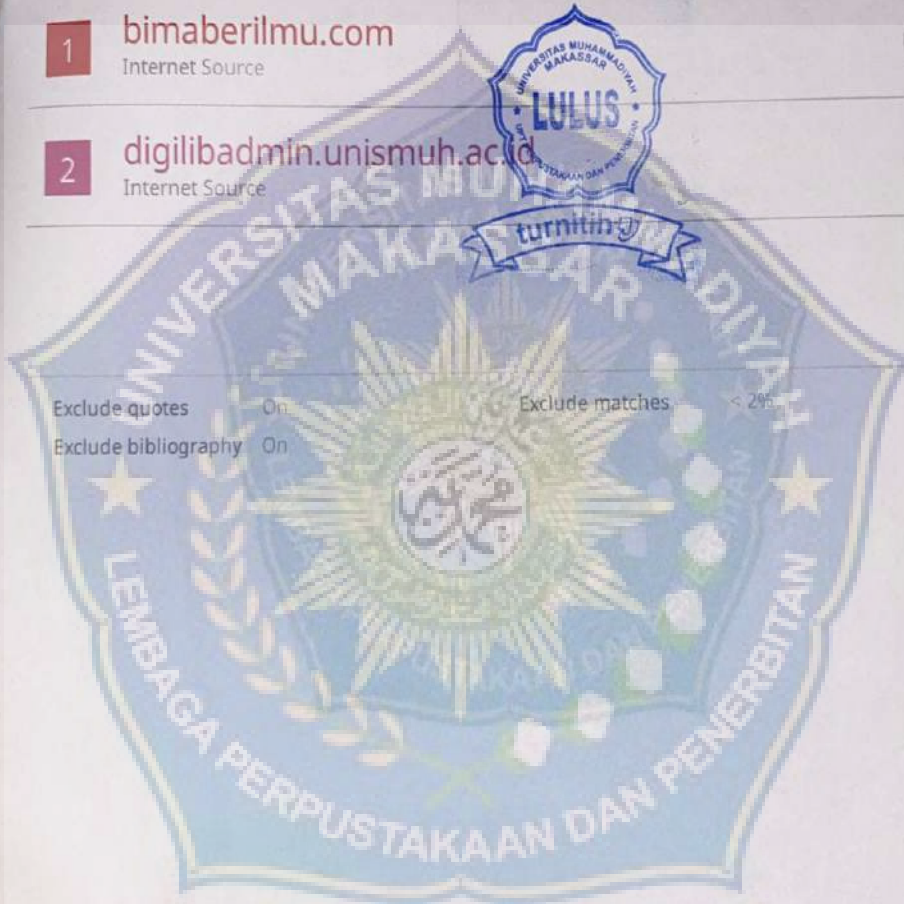 1 bimaberilmu.com
Internet Source
UNIVERSITAS MUHAMMADIYAH
MAKASSAR
LULUS
turnitin
2 digilibadmin.unismuh.ac.id
Internet Source
UNIVERSITAS MUHAMMADIYAH
MAKASSAR
Exclude quotes On
Exclude matches < 2%
Exclude bibliography On
LEMBAGA PERPUSTAKAAN DAN PENERBITAN